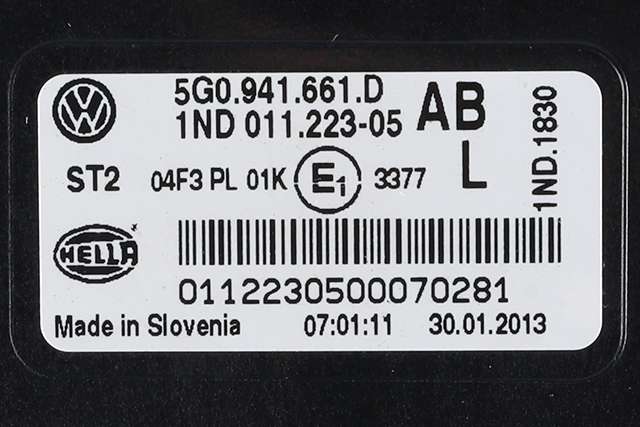 5G0.941.661.D
1ND 011.223-05
AB
L
1ND.1830
ST2
04F3 PL 01K
E1
3377
HELLA
0112230500070281
Made in Slovenia
07:01:11
30.01.2013